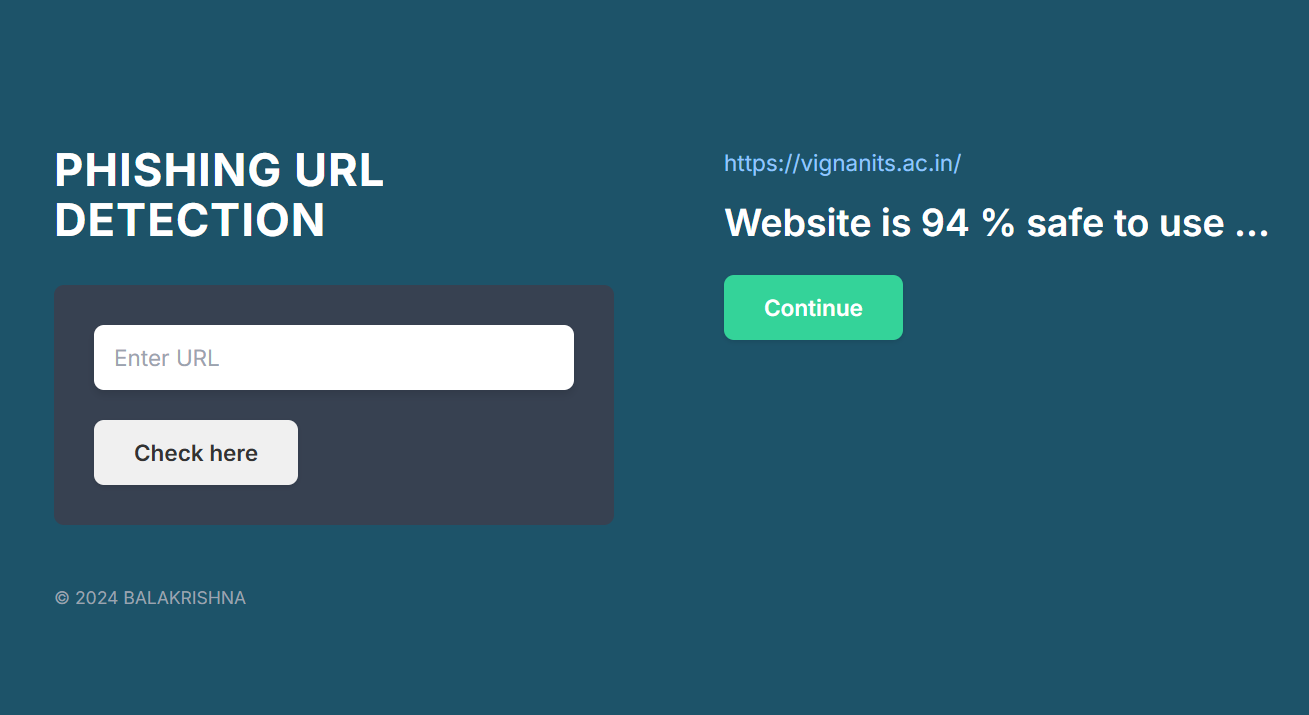 PHISHING URL
DETECTION
Enter URL
Check here
© 2024 BALAKRISHNA
https://vignanits.ac.in/
Website is 94 % safe to use ...
Continue